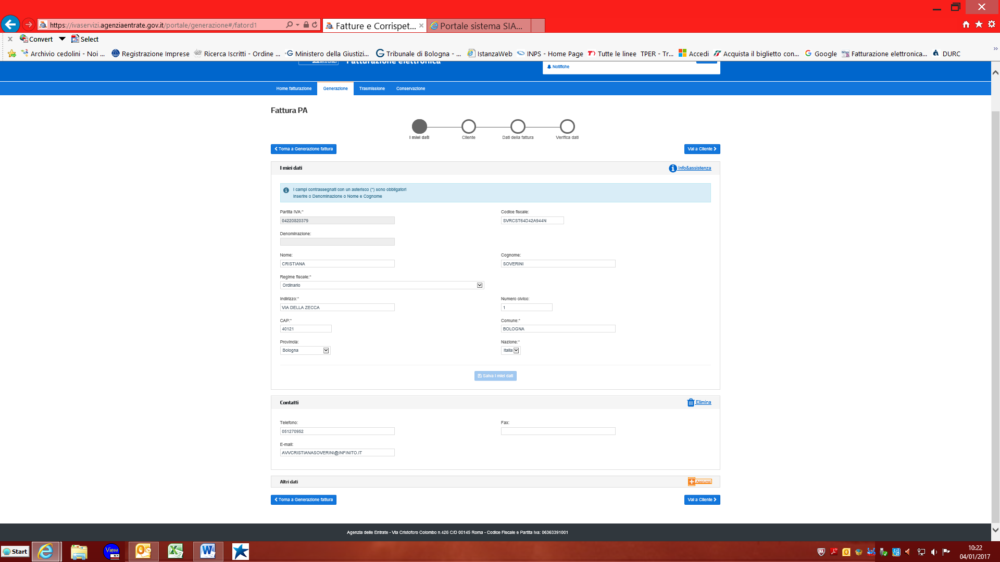 https://ivaservizi.agenziaentrate.gov.it/portale/generazione#/fatord1
Fatture e Corrispet...
Portale sistema SIA...
Convert
Select
Archivio cedolini - Noi ...
Registrazione Imprese
Ricerca Iscritti - Ordine ...
Ministero della Giustizi...
Tribunale di Bologna - ...
IstanzaWeb
INPS - Home Page
Tutte le linee TPER - Tr...
Accedi
Acquista il biglietto con...
Google
Fatturazione elettronica...
DURC
Fatturazione elettronica
Notifiche
Home fatturazione
Generazione
Trasmissione
Conservazione
Fattura PA
I miei dati
Cliente
Dati della fattura
Verifica dati
Torna a Generazione fattura
Vai a Cliente
I miei dati
Info&assistenza
I campi contrassegnati con un asterisco (*) sono obbligatori
Inserire o Denominazione o Nome e Cognome
Partita IVA:*
Codice fiscale:
04220820379
SVRCST64D42A944N
Denominazione:
Nome:
Cognome:
CRISTIANA
SOVERINI
Regime fiscale:*
Ordinario
Indirizzo:*
Numero civico:
VIA DELLA ZECCA
1
CAP:*
Comune:*
40121
BOLOGNA
Provincia:
Nazione:*
Bologna
Italia
Salva i miei dati
Contatti
Elimina
Telefono:
Fax:
051270952
E-mail:
AVVCRISTIANASOVERINI@INFINITO.IT
Altri dati
Aggiungi
Torna a Generazione fattura
Vai a Cliente
Agenzia delle Entrate - Via Cristoforo Colombo n.426 C/D 00145 Roma - Codice Fiscale e Partita Iva: 06363391001
Start
View
N1
10:22
04/01/2017